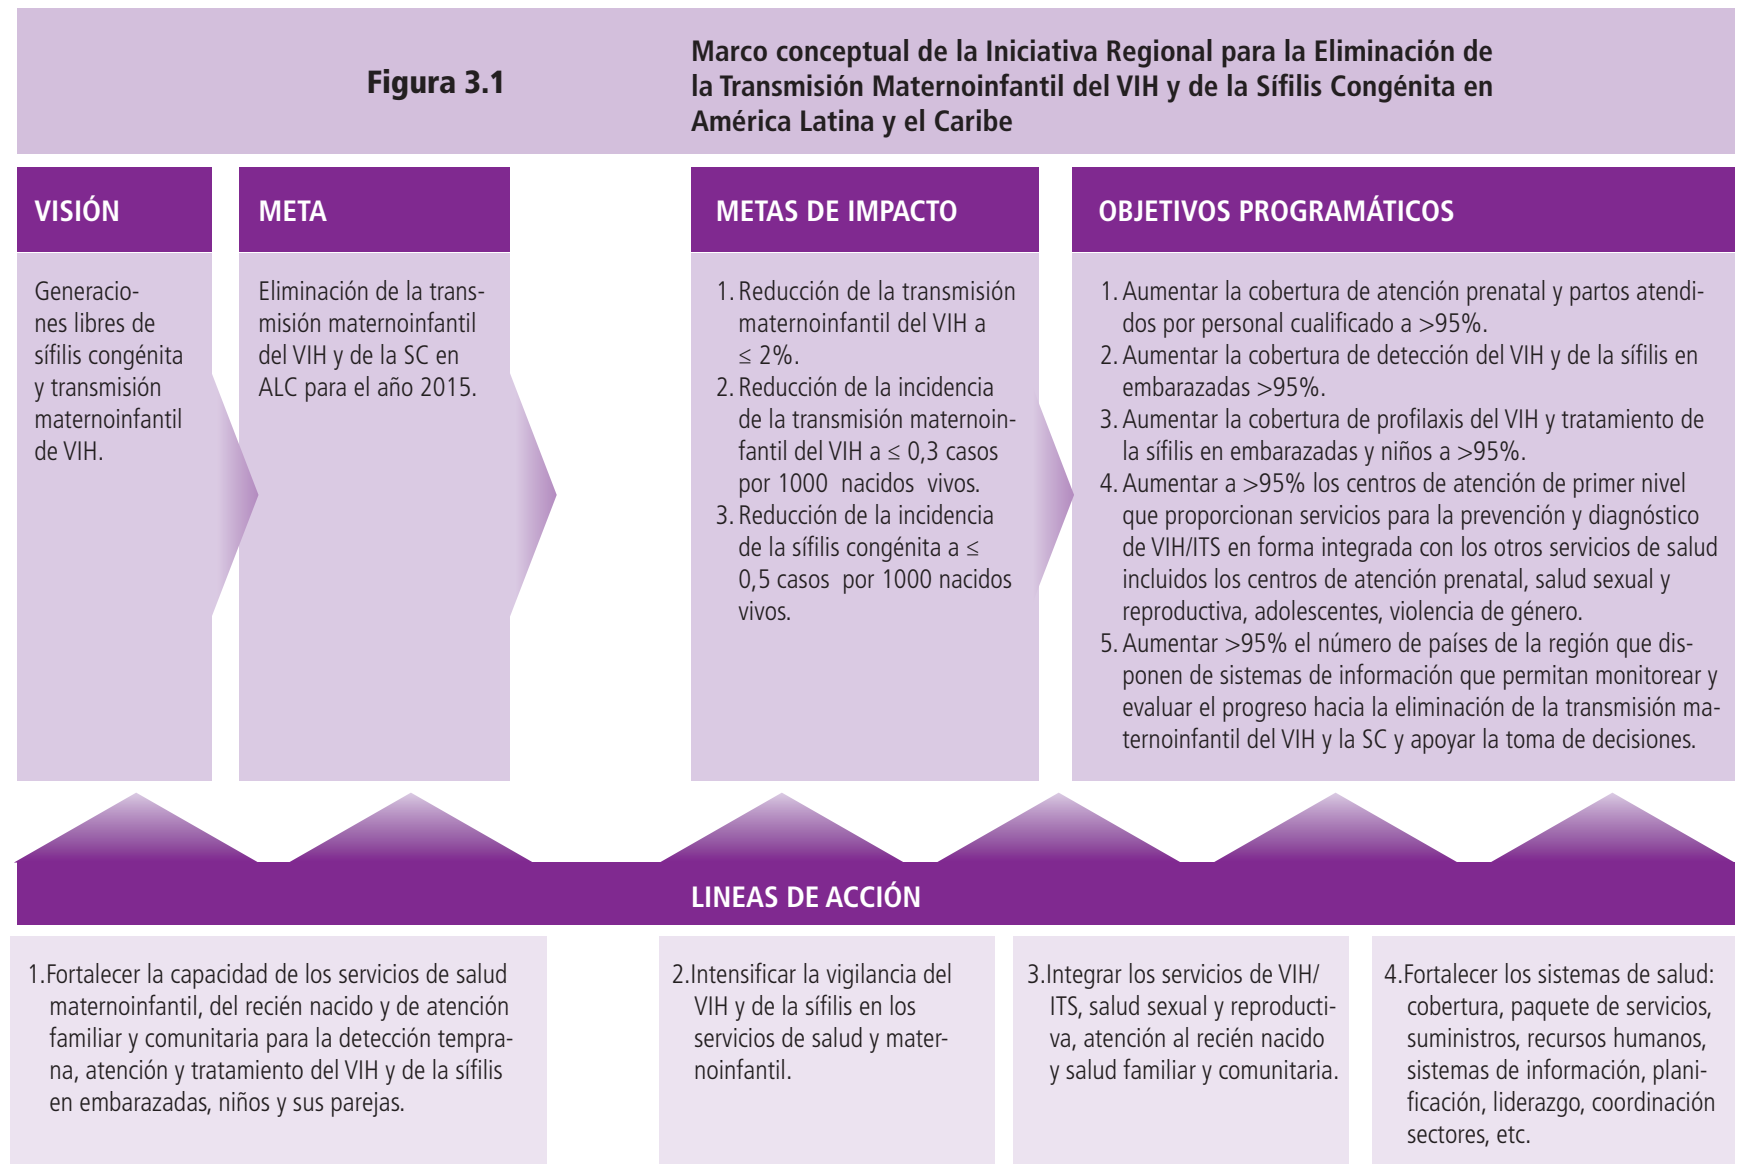 Figura 3.1
Marco conceptual de la Iniciativa Regional para la Eliminación de
la Transmisión Maternoinfantil del VIH y de la Sífilis Congénita en
América Latina y el Caribe
VISIÓN
Generacio-
nes libres de
sífilis congénita
y transmisión
maternoinfantil
de VIH.
META
Eliminación de la trans-
misión maternoinfantil
del VIH y de la SC en
ALC para el año 2015.
METAS DE IMPACTO
1. Reducción de la transmisión
maternoinfantil del VIH a
≤ 2%.
2. Reducción de la incidencia
de la transmisión maternoin-
fantil del VIH a ≤ 0,3 casos
por 1000 nacidos vivos.
3. Reducción de la incidencia
de la sífilis congénita a ≤
0,5 casos por 1000 nacidos
vivos.
OBJETIVOS PROGRAMÁTICOS
1. Aumentar la cobertura de atención prenatal y partos atendi-
dos por personal cualificado a >95%.
2. Aumentar la cobertura de detección del VIH y de la sífilis en
embarazadas >95%.
3. Aumentar la cobertura de profilaxis del VIH y tratamiento de
la sífilis en embarazadas y niños a >95%.
4. Aumentar a >95% los centros de atención de primer nivel
que proporcionan servicios para la prevención y diagnóstico
de VIH/ITS en forma integrada con los otros servicios de salud
incluidos los centros de atención prenatal, salud sexual y
reproductiva, adolescentes, violencia de género.
5. Aumentar >95% el número de países de la región que dis-
ponen de sistemas de información que permitan monitorear y
evaluar el progreso hacia la eliminación de la transmisión ma-
ternoinfantil del VIH y la SC y apoyar la toma de decisiones.
LINEAS DE ACCIÓN
1.Fortalecer la capacidad de los servicios de salud
maternoinfantil, del recién nacido y de atención
familiar y comunitaria para la detección tempra-
na, atención y tratamiento del VIH y de la sífilis
en embarazadas, niños y sus parejas.
2.Intensificar la vigilancia del
VIH y de la sífilis en los
servicios de salud y mater-
noinfantil.
3.Integrar los servicios de VIH/
ITS, salud sexual y reproducti-
va, atención al recién nacido
y salud familiar y comunitaria.
4.Fortalecer los sistemas de salud:
cobertura, paquete de servicios,
suministros, recursos humanos,
sistemas de información, plani-
ficación, liderazgo, coordinación
sectores, etc.